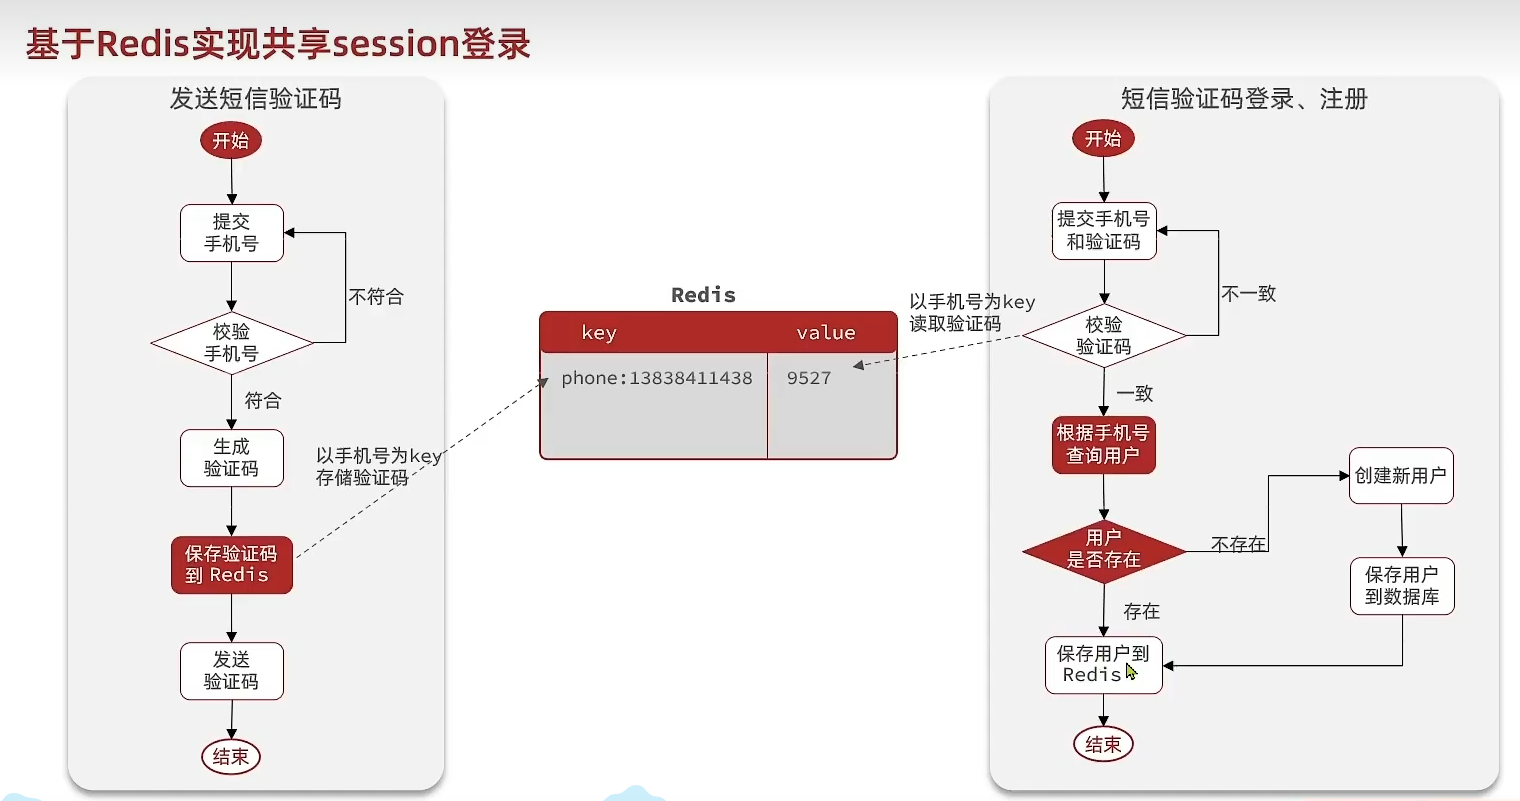 基于Redis实现共享session登录
发送短信验证码
开始
提交
手机号
不符合
校验
手机号
符合
生成
验证码
以手机号为key
存储验证码
保存验证码
到 Redis
发送
验证码
结束
Redis
key value
phone:13838411438 9527
短信验证码登录、注册
开始
提交手机号
和验证码
不一致
以手机号为key
读取验证码
校验
验证码
一致
根据手机号
查询用户
用户
是否存在
不存在
创建新用户
保存用户
到数据库
存在
保存用户到
Redis
结束